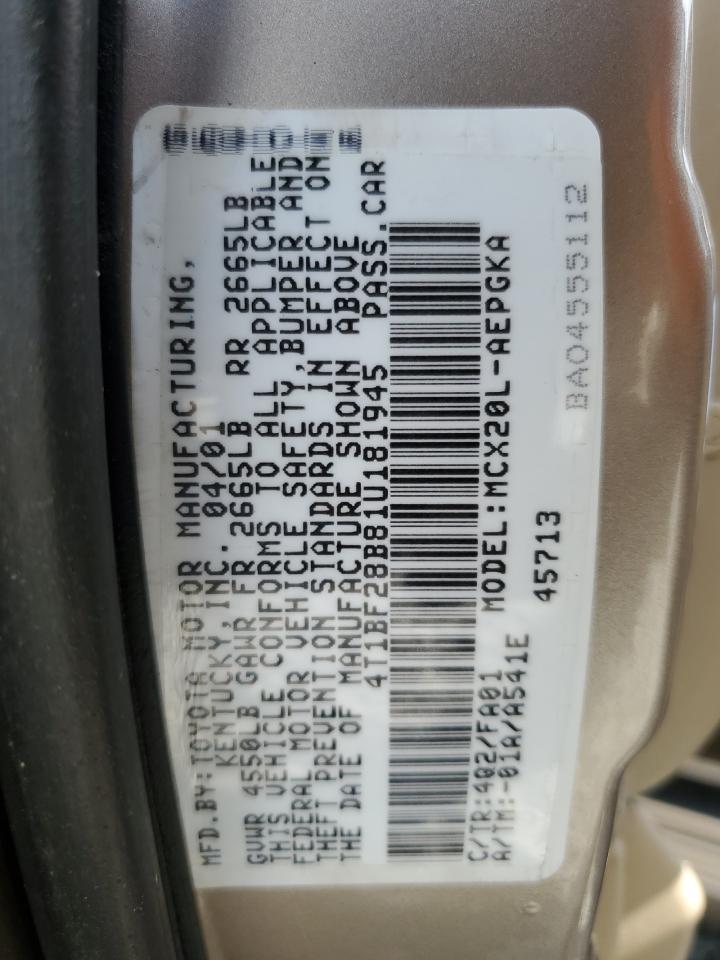 MFD.BY:TOYOTA MOTOR MANUFACTURING,
KENTUCKY,INC. 04/01
GVWR 4550LB GAWR FR 2665LB RR 2665LB
THIS VEHICLE CONFORMS TO ALL APPLICABLE
FEDERAL MOTOR VEHICLE SAFETY,BUMPER AND
THEFT PREVENTION STANDARDS IN EFFECT ON
THE DATE OF MANUFACTURE SHOWN ABOVE
4T1BF28B81U181945 PASS.CAR
C/TR:4Q2/FA01 MODEL:MCX20L-AEPGKA
A/TM:-01A/A541E 45713
BA04555112